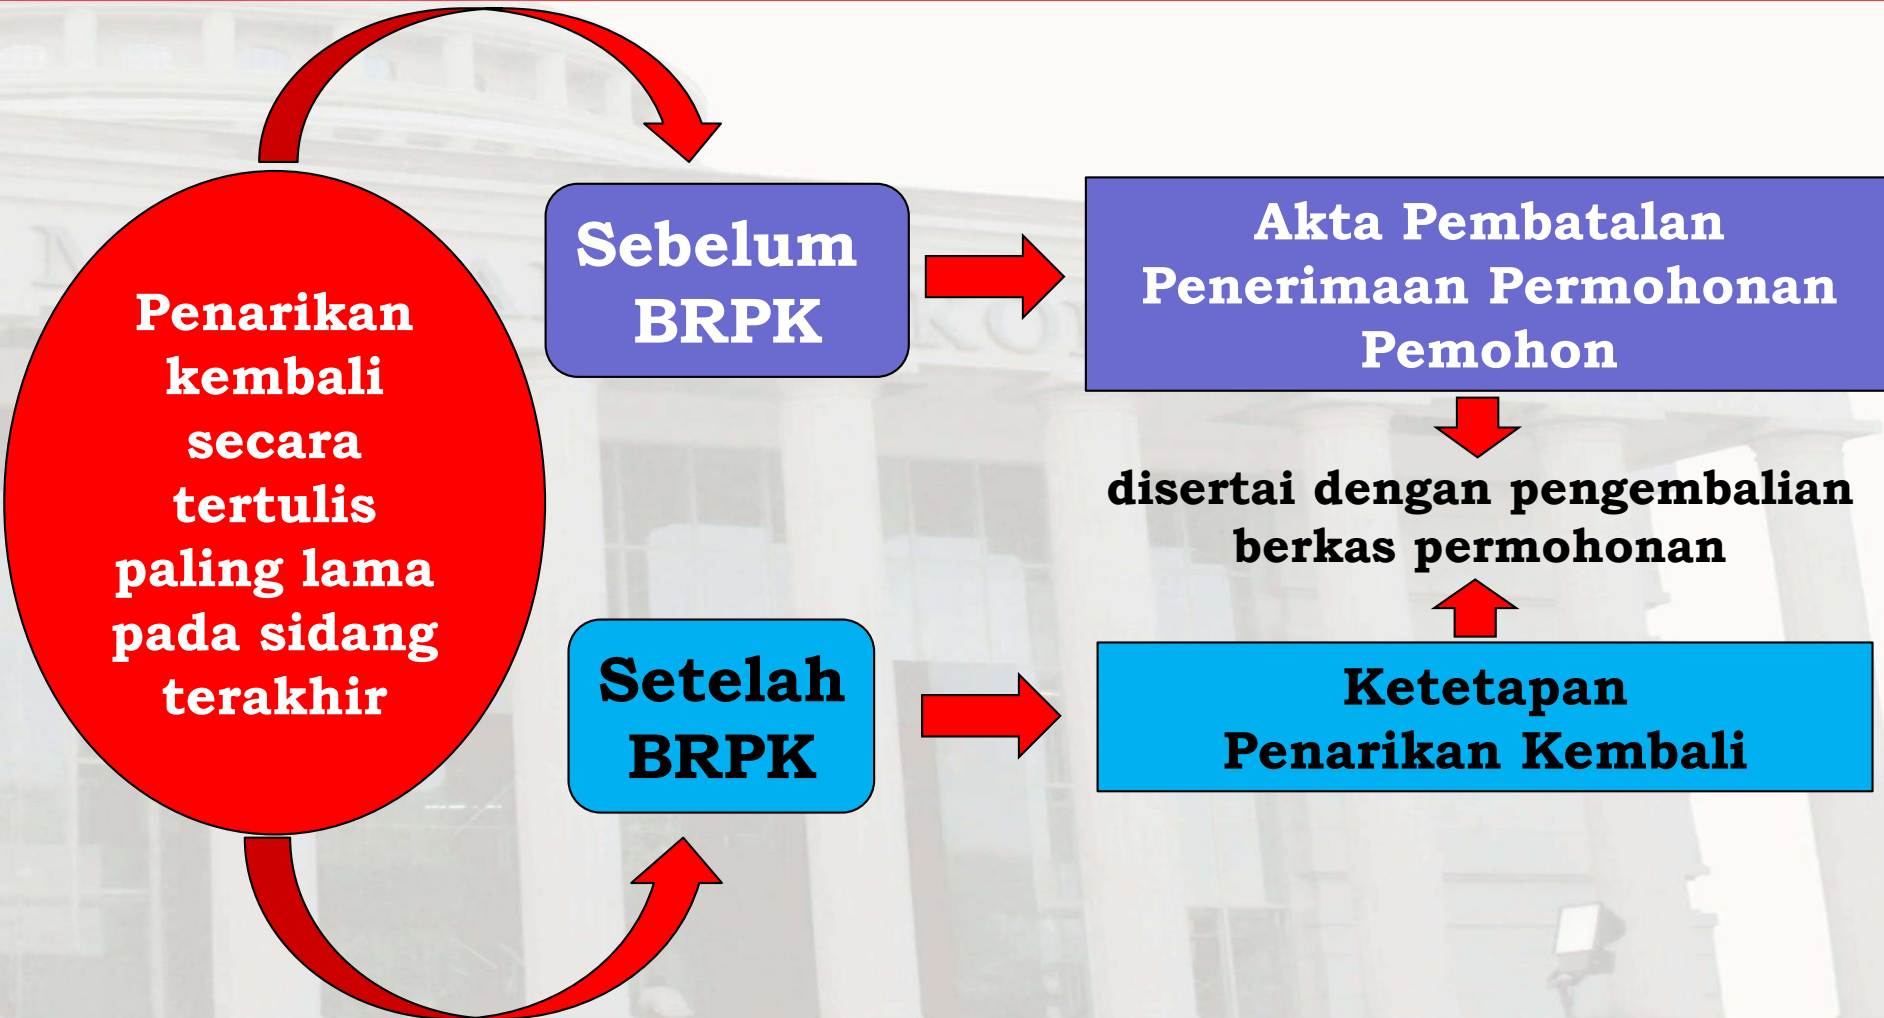 Penarikan
kembali
secara
tertulis
paling lama
pada sidang
terakhir
Sebelum
BRPK
Akta Pembatalan
Penerimaan Permohonan
Pemohon
disertai dengan pengembalian
berkas permohonan
Setelah
BRPK
Ketetapan
Penarikan Kembali